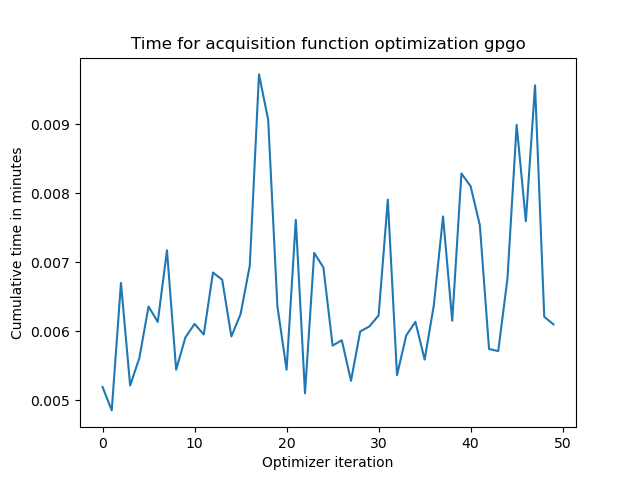 Time for acquisition function optimization gpgo
Cumulative time in minutes
0.009
0.008
0.007
0.006
0.005
0 10 20 30 40 50
Optimizer iteration